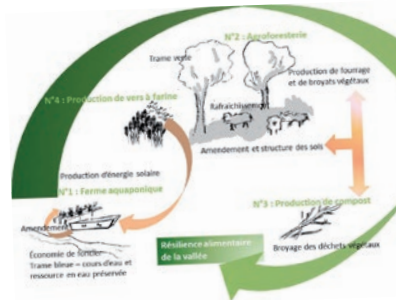 N°2 : Agroforesterie
Trame verte
Production de fourrage
et de broyats végétaux
N°4 : Production de vers à farine
Rafraichissement
Amendement et structure des sols
Production d'énergie solaire
N°1 : Ferme aquaponique
N°3 : Production de compost
Amendement
Broyage des déchets végétaux
Résilience alimentaire
de la vallée
Économie de foncier
Trame bleue – cours d'eau et
ressource en eau préservée